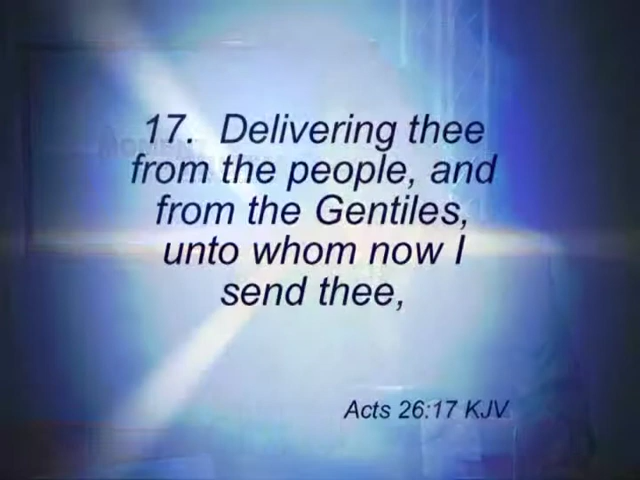 17. Delivering thee
from the people, and
from the Gentiles,
unto whom now I
send thee,
Acts 26:17 KJV